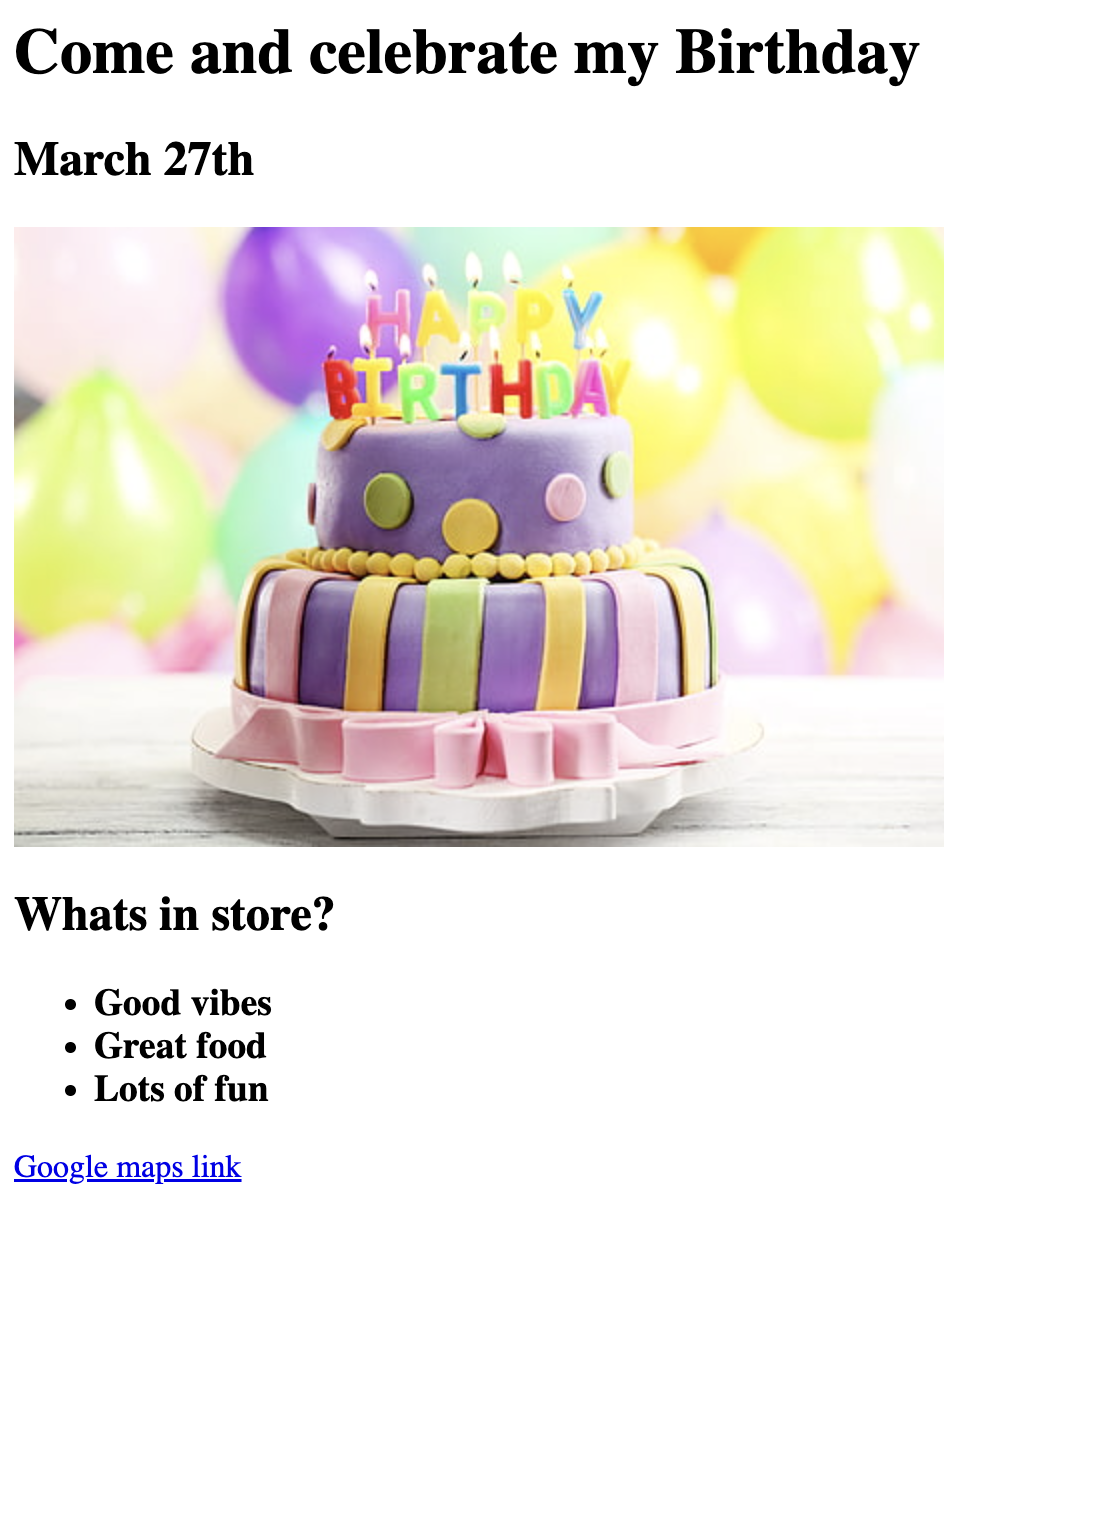 Come and celebrate my Birthday
March 27th
HAPPY
BIRTHDAY
Whats in store?
Good vibes
Great food
Lots of fun
Google maps link